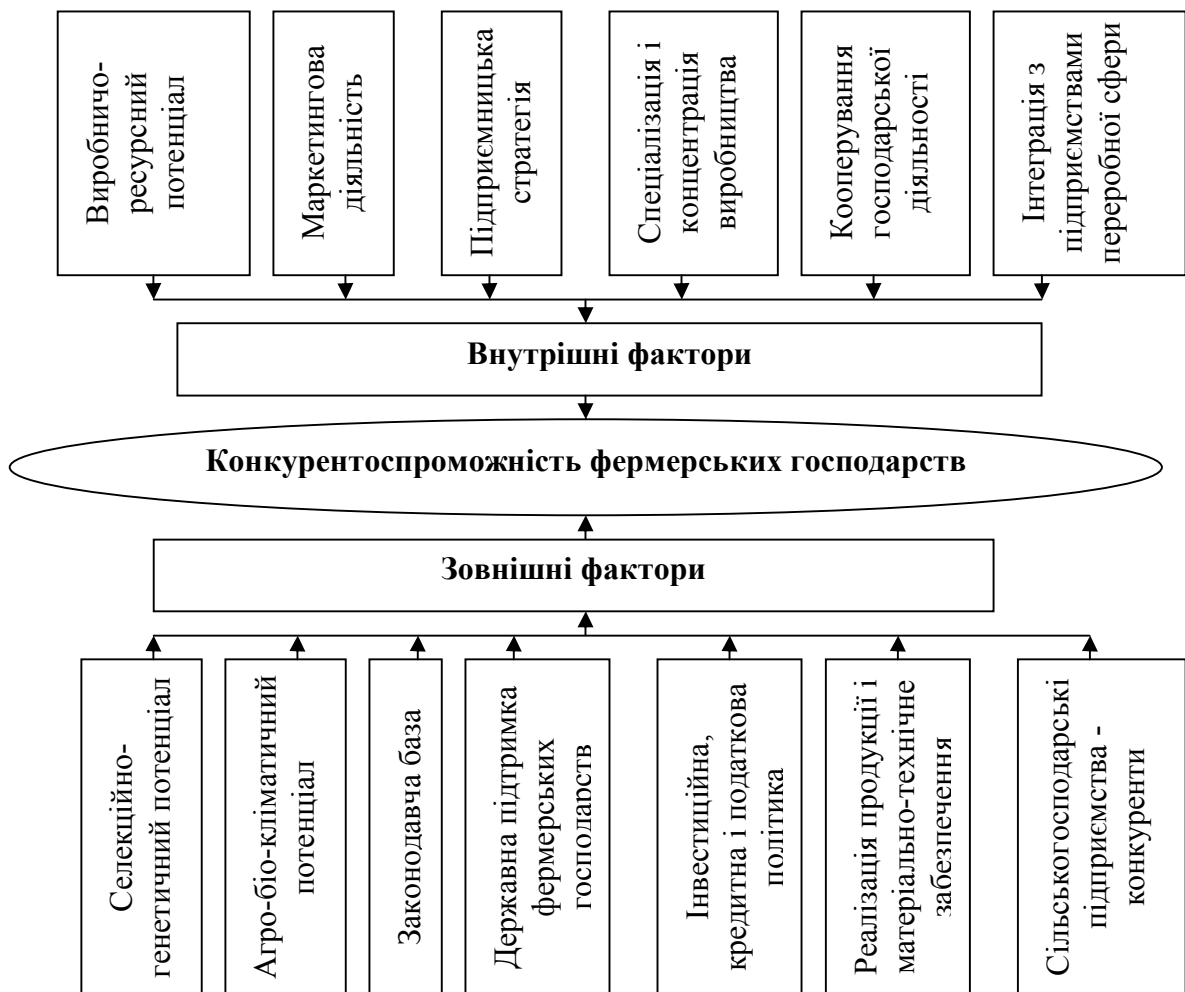 Виробничо-
ресурсний
потенціал
Маркетингова
діяльність
Підприємницька
стратегія
Спеціалізація і
концентрація
виробництва
Кооперування
господарської
діяльності
Інтеграція з
підприємствами
переробної сфери
Внутрішні фактори
Конкурентоспроможність фермерських господарств
Зовнішні фактори
Селекційно-
генетичний потенціал
Агро-біо-кліматичний
потенціал
Законодавча база
Державна підтримка
фермерських
господарств
Інвестиційна,
кредитна і податкова
політика
Реалізація продукції і
матеріально-технічне
забезпечення
Сільськогосподарські
підприємства -
конкуренти